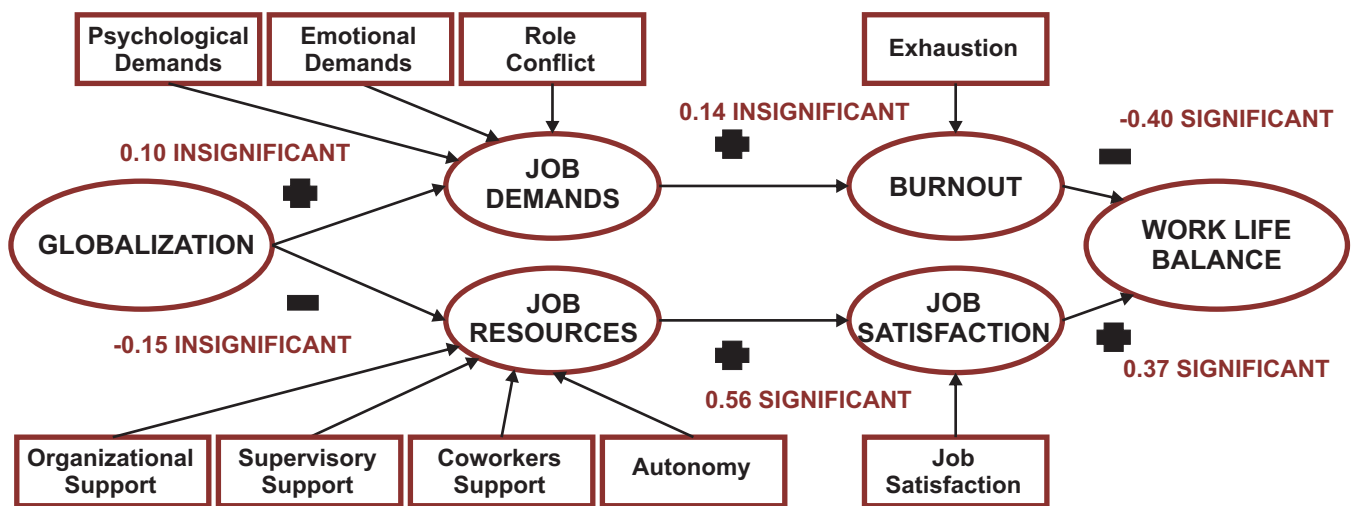 Psychological
Demands
Emotional
Demands
Role
Conflict
Exhaustion
0.14 INSIGNIFICANT
-0.40 SIGNIFICANT
0.10 INSIGNIFICANT
JOB
DEMANDS
BURNOUT
GLOBALIZATION
WORK LIFE
BALANCE
JOB
RESOURCES
JOB
SATISFACTION
-0.15 INSIGNIFICANT
0.37 SIGNIFICANT
0.56 SIGNIFICANT
Organizational
Support
Supervisory
Support
Coworkers
Support
Autonomy
Job
Satisfaction